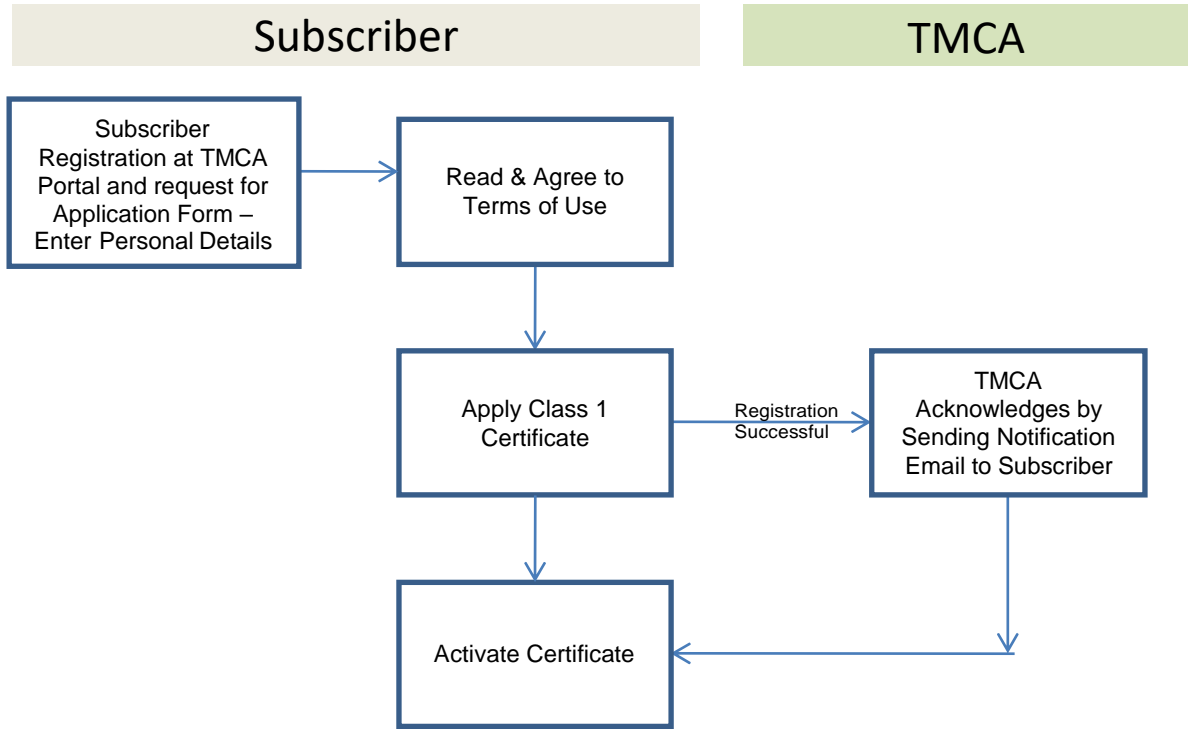 Subscriber
TMCA
Subscriber
Registration at TMCA
Portal and request for
Application Form –
Enter Personal Details
Read & Agree to
Terms of Use
Apply Class 1
Certificate
Registration
Successful
TMCA
Acknowledges by
Sending Notification
Email to Subscriber
Activate Certificate